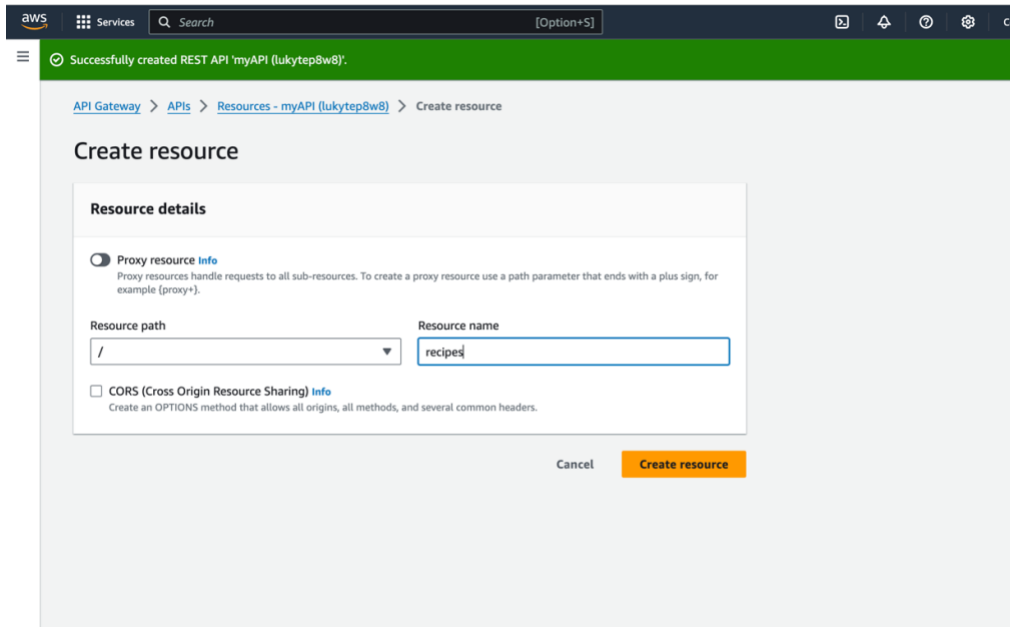 aws Services Search [Option+S]
Successfully created REST API 'myAPI (lukytep8w8)'.
API Gateway > APIs > Resources - myAPI (lukytep8w8) > Create resource
Create resource
Resource details
Proxy resource Info
Proxy resources handle requests to all sub-resources. To create a proxy resource use a path parameter that ends with a plus sign, for
example {proxy+}.
Resource path Resource name
/ recipes
CORS (Cross Origin Resource Sharing) Info
Create an OPTIONS method that allows all origins, all methods, and several common headers.
Cancel Create resource